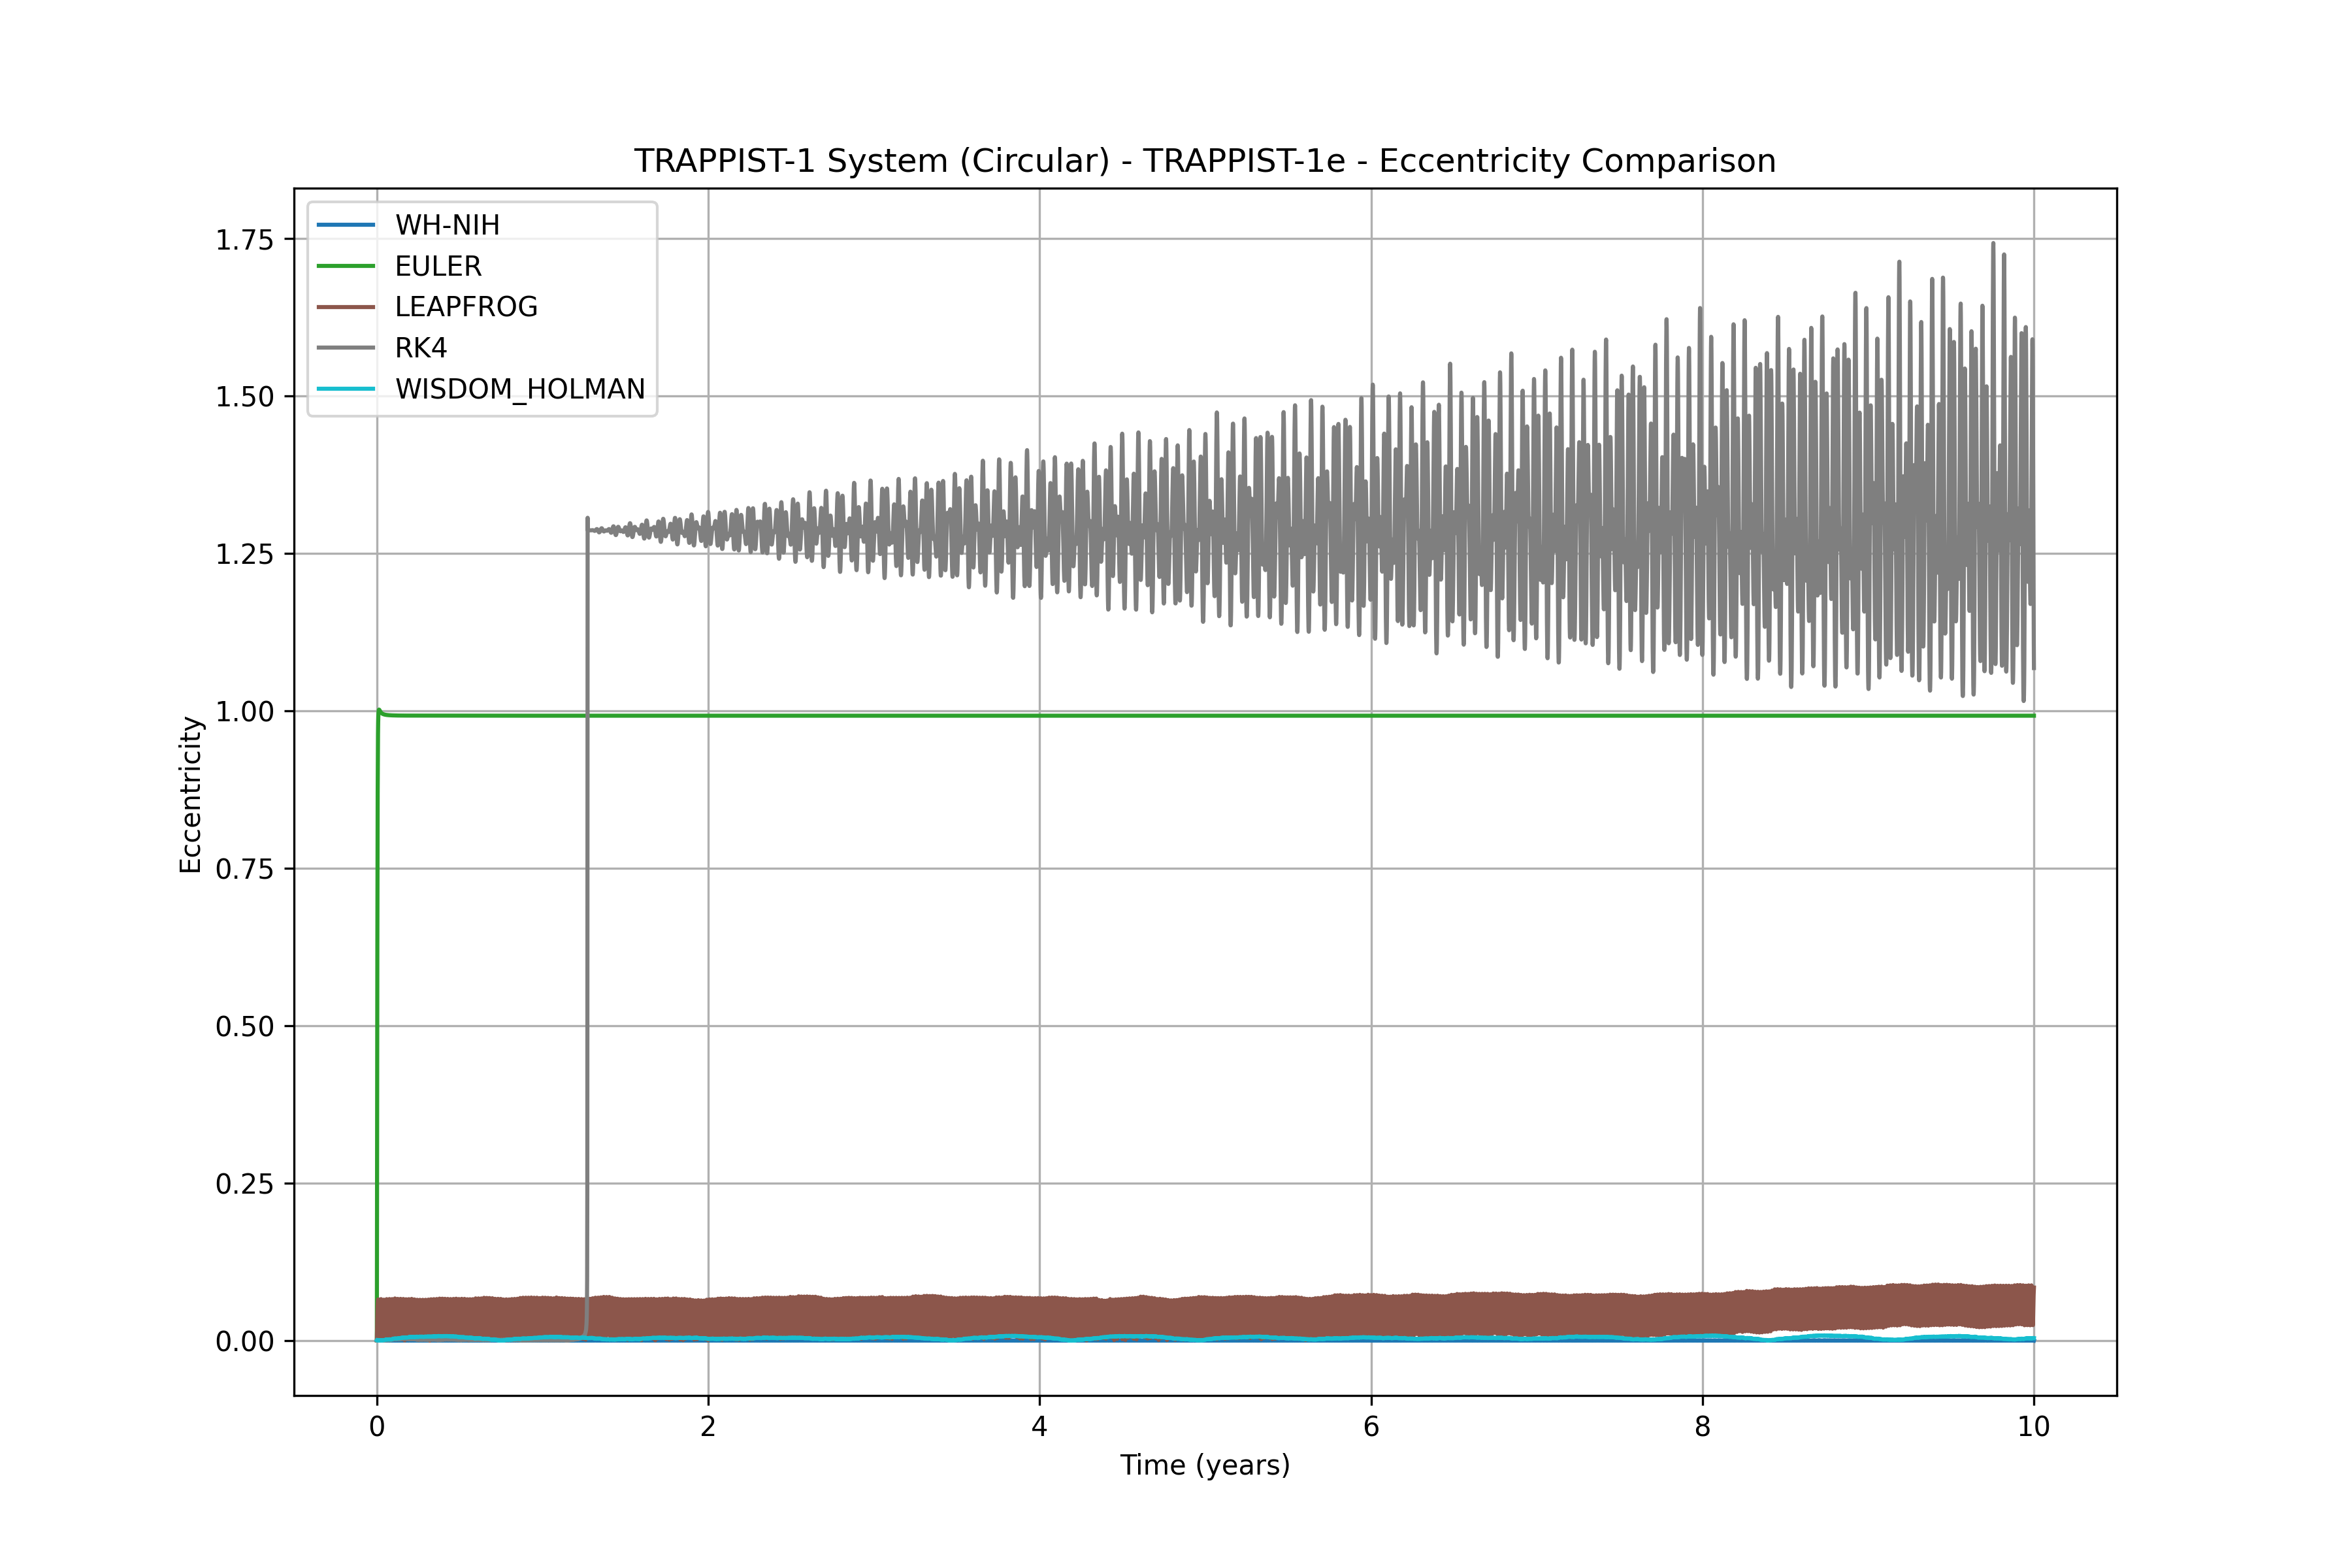 TRAPPIST-1 System (Circular) - TRAPPIST-1e - Eccentricity Comparison
WH-NIH
EULER
LEAPFROG
RK4
WISDOM_HOLMAN
1.75
1.50
1.25
1.00
0.75
0.50
0.25
0.00
Eccentricity
0 2 4 6 8 10
Time (years)